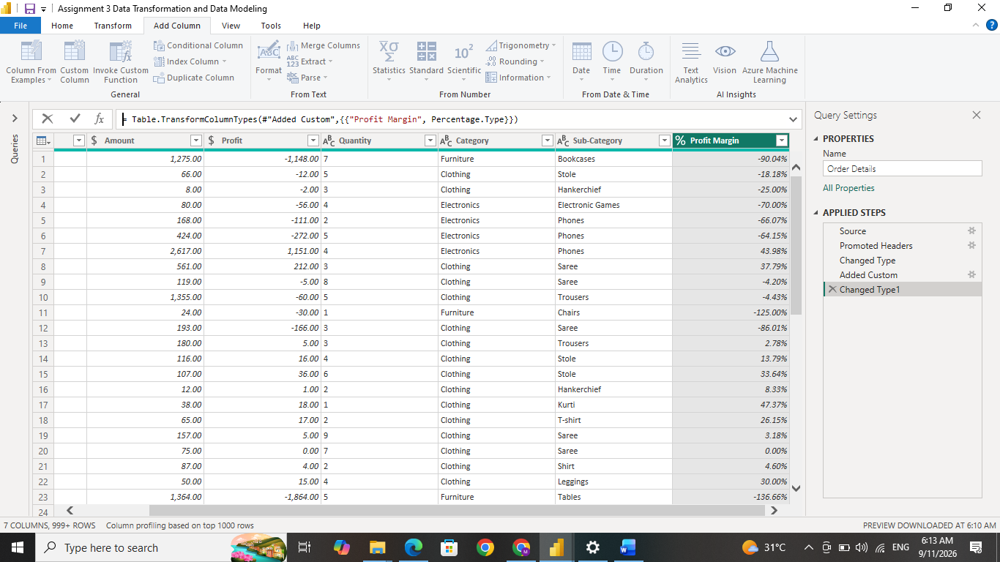 Assignment 3 Data Transformation and Data Modeling
File Home Transform Add Column View Tools Help
Column From Examples
Custom Column
Invoke Custom Function
Conditional Column
Index Column
Duplicate Column
General
Format
Merge Columns
ABC 123 Extract
abc Parse
From Text
Statistics
Standard
Scientific
Trigonometry
Rounding
Information
From Number
Date
Time
Duration
From Date & Time
Text Analytics
Vision
Azure Machine Learning
AI Insights
Queries
fx = Table.TransformColumnTypes(#"Added Custom",{{"Profit Margin", Percentage.Type}})
$ Amount $ Profit ABC Quantity ABC Category ABC Sub-Category % Profit Margin
1 1,275.00 -1,148.00 7 Furniture Bookcases -90.04%
2 66.00 -12.00 5 Clothing Stole -18.18%
3 8.00 -2.00 3 Clothing Hankerchief -25.00%
4 80.00 -56.00 4 Electronics Electronic Games -70.00%
5 168.00 -111.00 2 Electronics Phones -66.07%
6 424.00 -272.00 5 Electronics Phones -64.15%
7 2,617.00 1,151.00 4 Electronics Phones 43.98%
8 561.00 212.00 3 Clothing Saree 37.79%
9 119.00 -5.00 8 Clothing Saree -4.20%
10 1,355.00 -60.00 5 Clothing Trousers -4.43%
11 24.00 -30.00 1 Furniture Chairs -125.00%
12 193.00 -166.00 3 Clothing Saree -86.01%
13 180.00 5.00 3 Clothing Trousers 2.78%
14 116.00 16.00 4 Clothing Stole 13.79%
15 107.00 36.00 6 Clothing Stole 33.64%
16 12.00 1.00 2 Clothing Hankerchief 8.33%
17 38.00 18.00 1 Clothing Kurti 47.37%
18 65.00 17.00 2 Clothing T-shirt 26.15%
19 157.00 5.00 9 Clothing Saree 3.18%
20 75.00 0.00 7 Clothing Saree 0.00%
21 87.00 4.00 2 Clothing Shirt 4.60%
22 50.00 15.00 4 Clothing Leggings 30.00%
23 1,364.00 -1,864.00 5 Furniture Tables -136.66%
24
Query Settings
PROPERTIES
Name
Order Details
All Properties
APPLIED STEPS
Source
Promoted Headers
Changed Type
Added Custom
Changed Type1
7 COLUMNS, 999+ ROWS Column profiling based on top 1000 rows
PREVIEW DOWNLOADED AT 6:10 AM
Type here to search
31°C
ENG
6:13 AM
9/11/2026